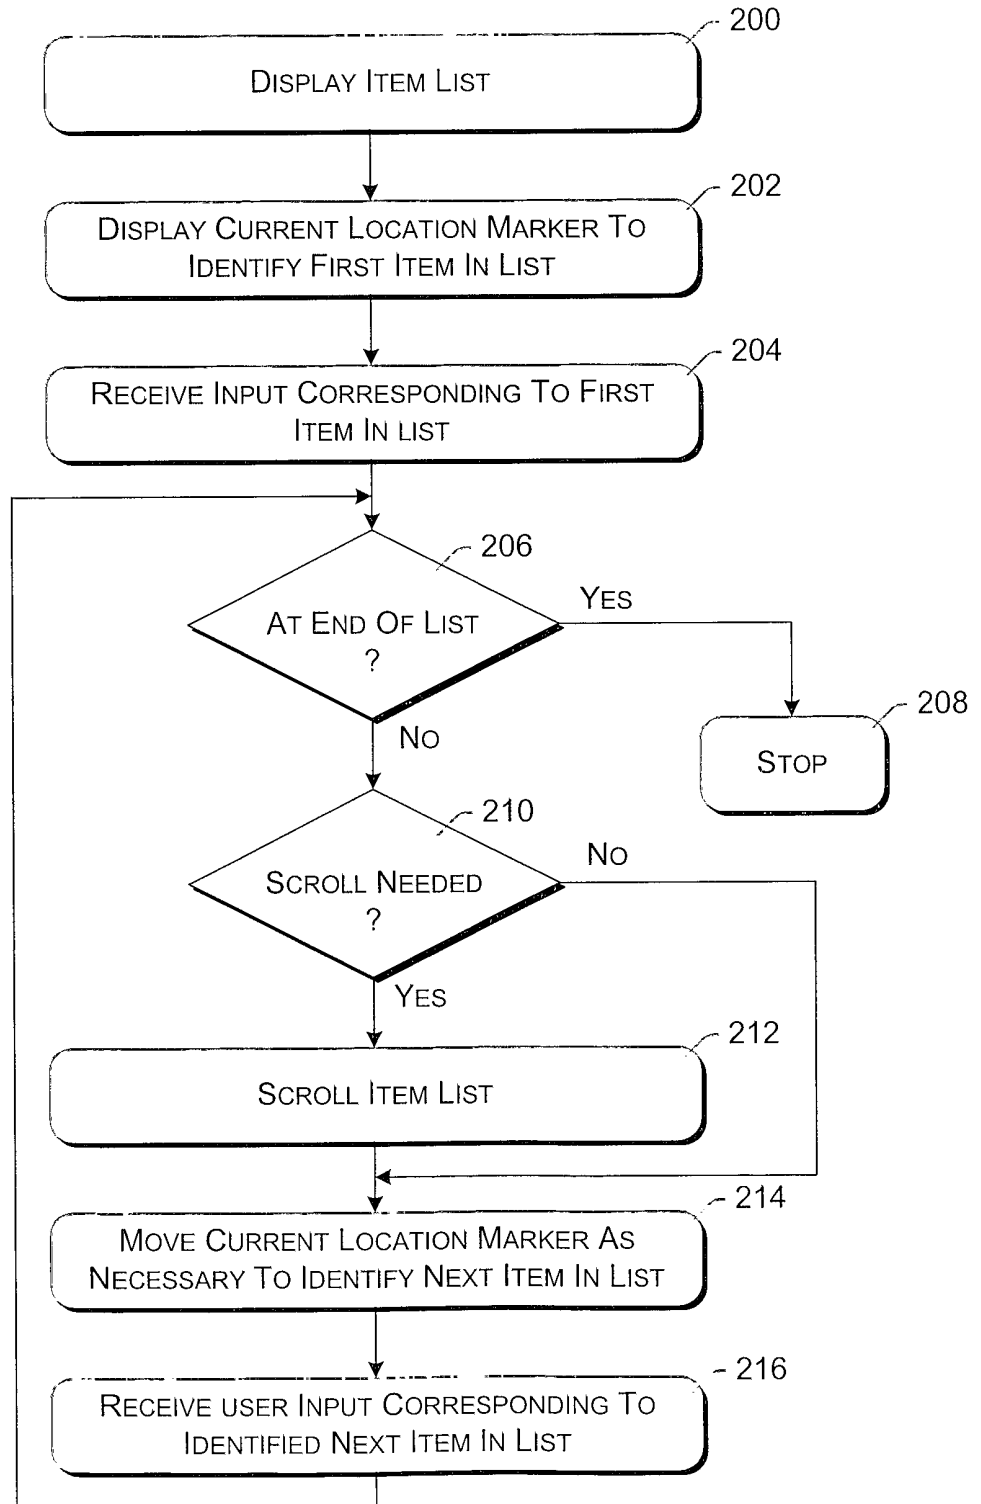 200
DISPLAY ITEM LIST
202
DISPLAY CURRENT LOCATION MARKER TO
IDENTIFY FIRST ITEM IN LIST
204
RECEIVE INPUT CORRESPONDING TO FIRST
ITEM IN LIST
206
AT END OF LIST
?
YES
208
STOP
NO
210
SCROLL NEEDED
?
NO
YES
212
SCROLL ITEM LIST
214
MOVE CURRENT LOCATION MARKER AS
NECESSARY TO IDENTIFY NEXT ITEM IN LIST
216
RECEIVE USER INPUT CORRESPONDING TO
IDENTIFIED NEXT ITEM IN LIST